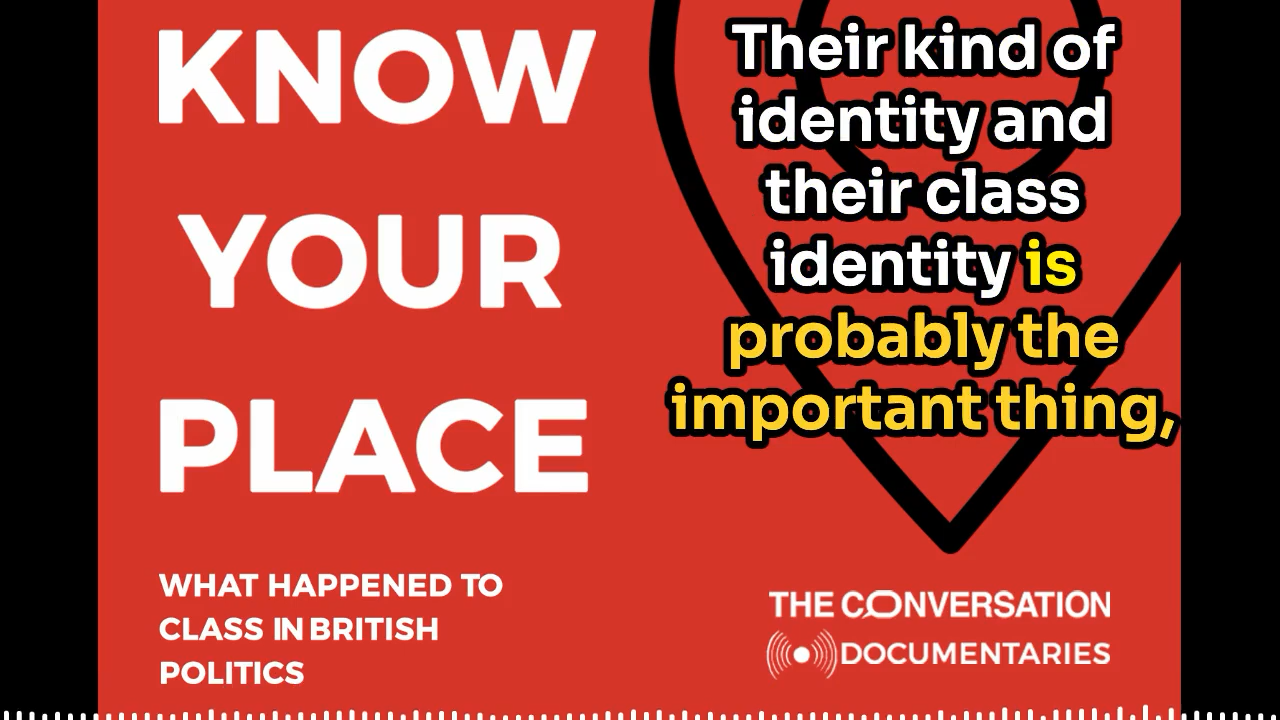 KNOW
YOUR
PLACE
WHAT HAPPENED TO
CLASS IN BRITISH
POLITICS
Their kind of
identity and
their class
identity is
probably the
important thing,
THE CONVERSATION
DOCUMENTARIES